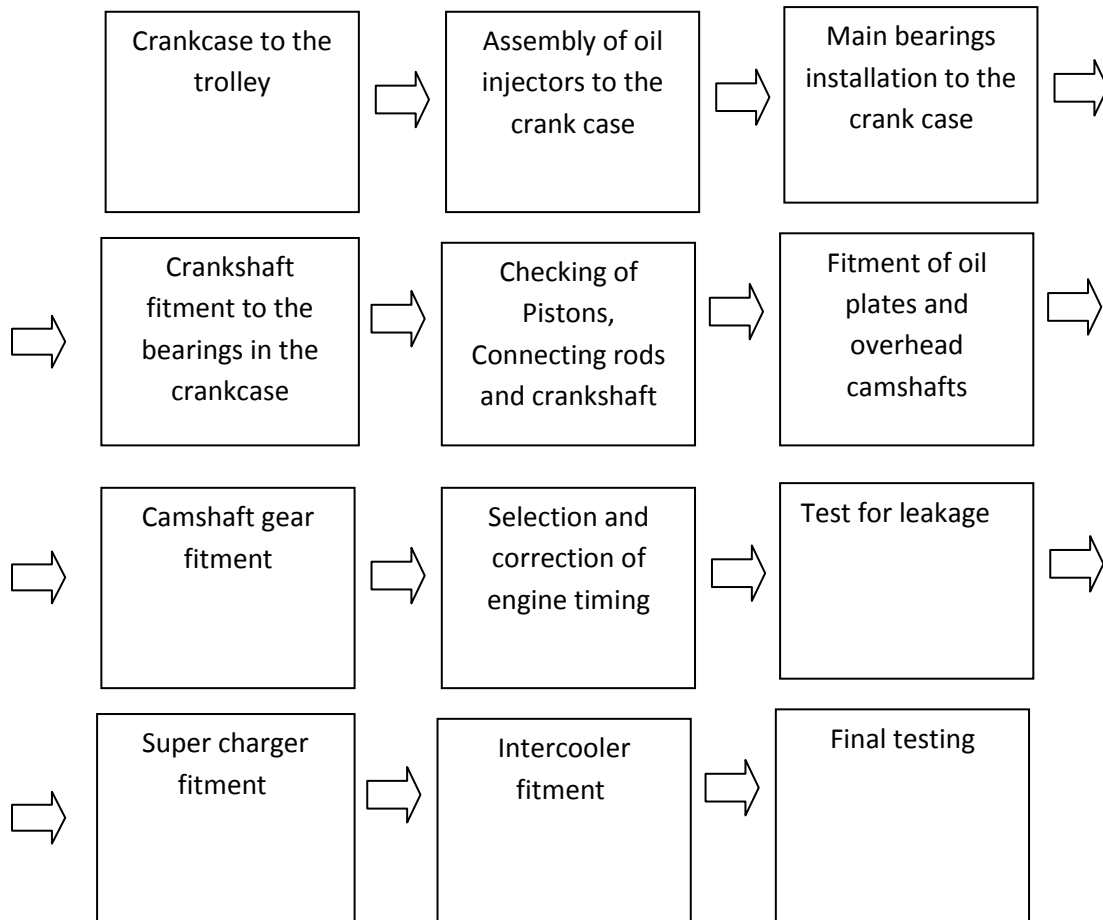 Crankcase to the
trolley
Assembly of oil
injectors to the
crank case
Main bearings
installation to the
crank case
Crankshaft
fitment to the
bearings in the
crankcase
Checking of
Pistons,
Connecting rods
and crankshaft
Fitment of oil
plates and
overhead
camshafts
Camshaft gear
fitment
Selection and
correction of
engine timing
Test for leakage
Super charger
fitment
Intercooler
fitment
Final testing